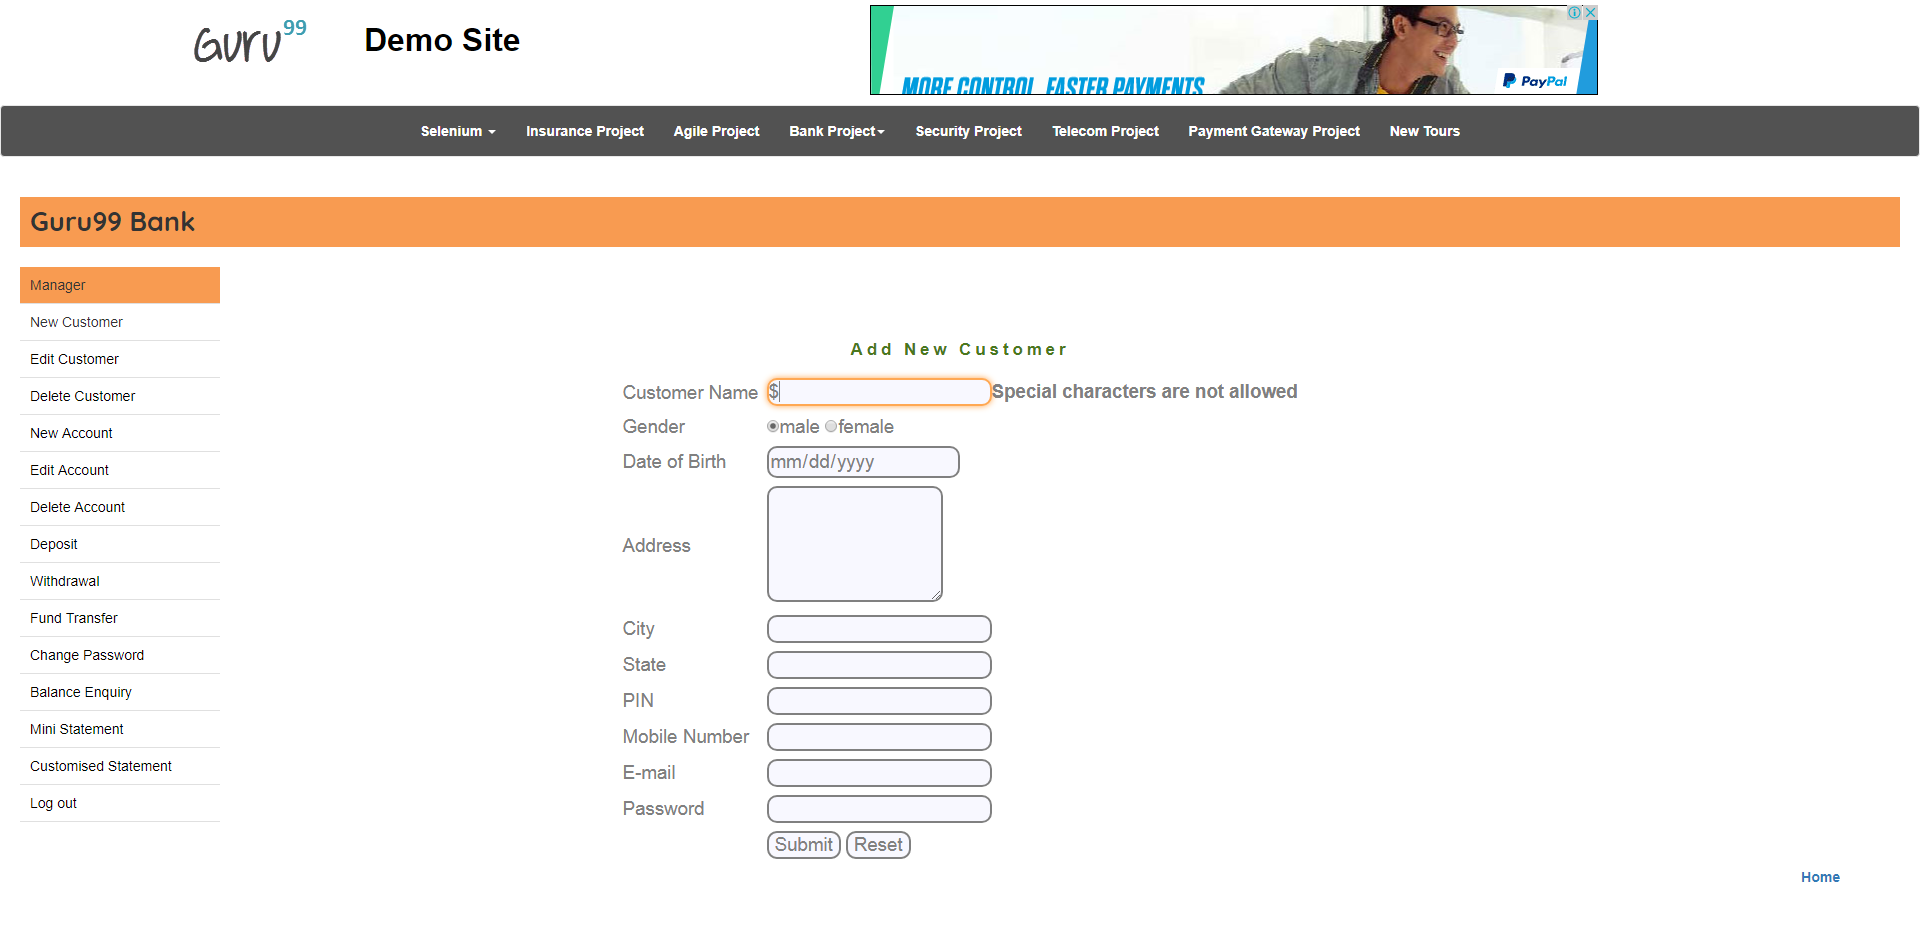 Guru99
Demo Site
MORE CONTROL, FASTER PAYMENTS
PayPal
Selenium
Insurance Project
Agile Project
Bank Project
Security Project
Telecom Project
Payment Gateway Project
New Tours
Guru99 Bank
Manager
New Customer
Edit Customer
Delete Customer
New Account
Edit Account
Delete Account
Deposit
Withdrawal
Fund Transfer
Change Password
Balance Enquiry
Mini Statement
Customised Statement
Log out
Add New Customer
Customer Name $ Special characters are not allowed
Gender male female
Date of Birth mm/dd/yyyy
Address
City
State
PIN
Mobile Number
E-mail
Password
Submit Reset
Home